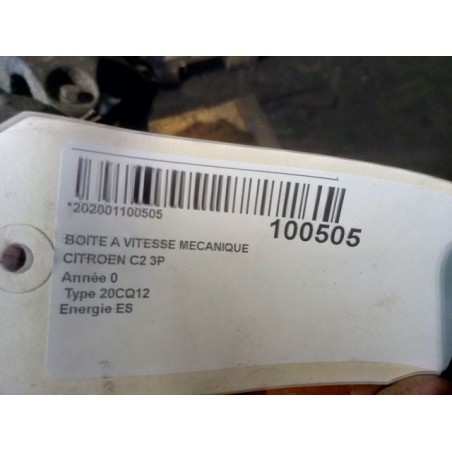 *202001100505
100505
BOITE A VITESSE MECANIQUE
CITROEN C2 3P
Année 0
Type 20CQ12
Energie ES